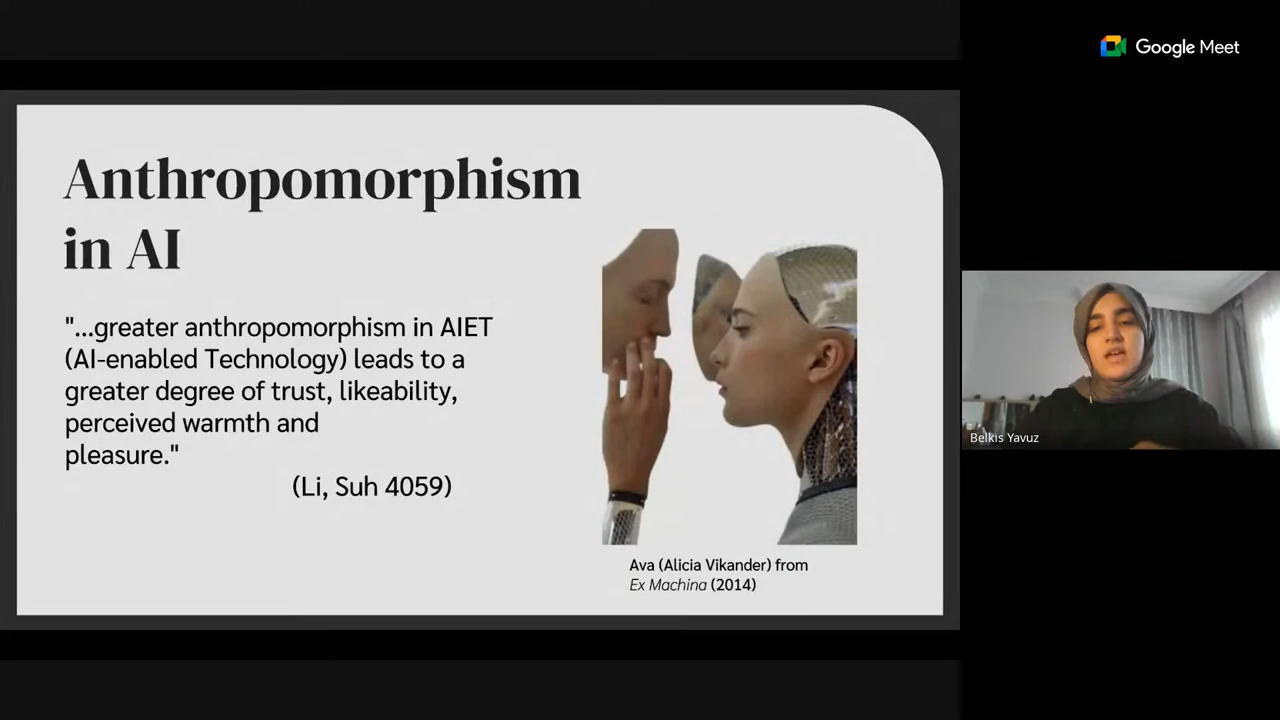 Google Meet
Anthropomorphism
in AI
"...greater anthropomorphism in AIET
(AI-enabled Technology) leads to a
greater degree of trust, likeability,
perceived warmth and
pleasure."
(Li, Suh 4059)
Ava (Alicia Vikander) from
Ex Machina (2014)
Belkıs Yavuz